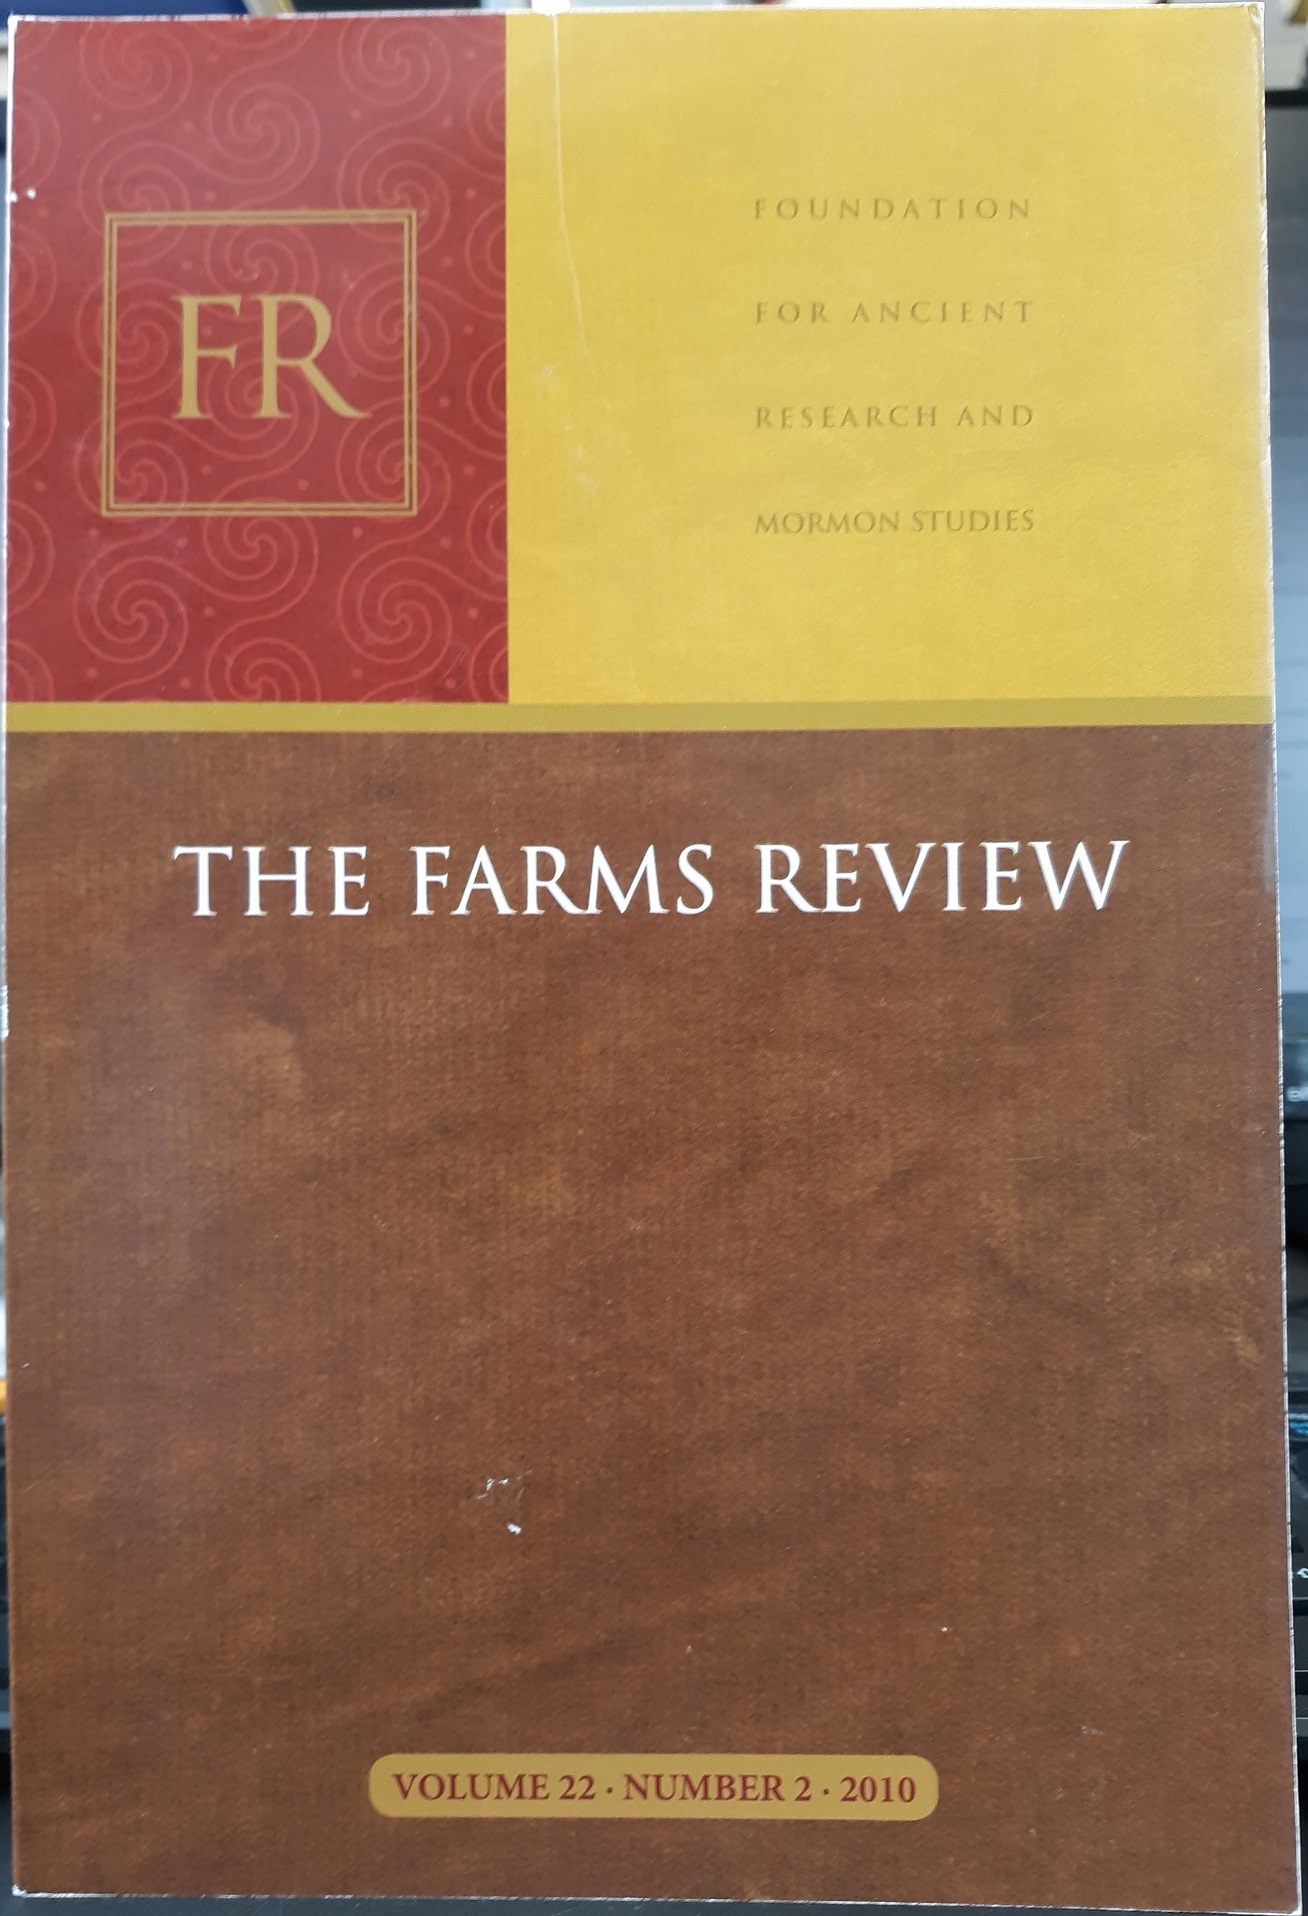 FR
FOUNDATION
FOR ANCIENT
RESEARCH AND
MORMON STUDIES
THE FARMS REVIEW
VOLUME 22 · NUMBER 2 · 2010